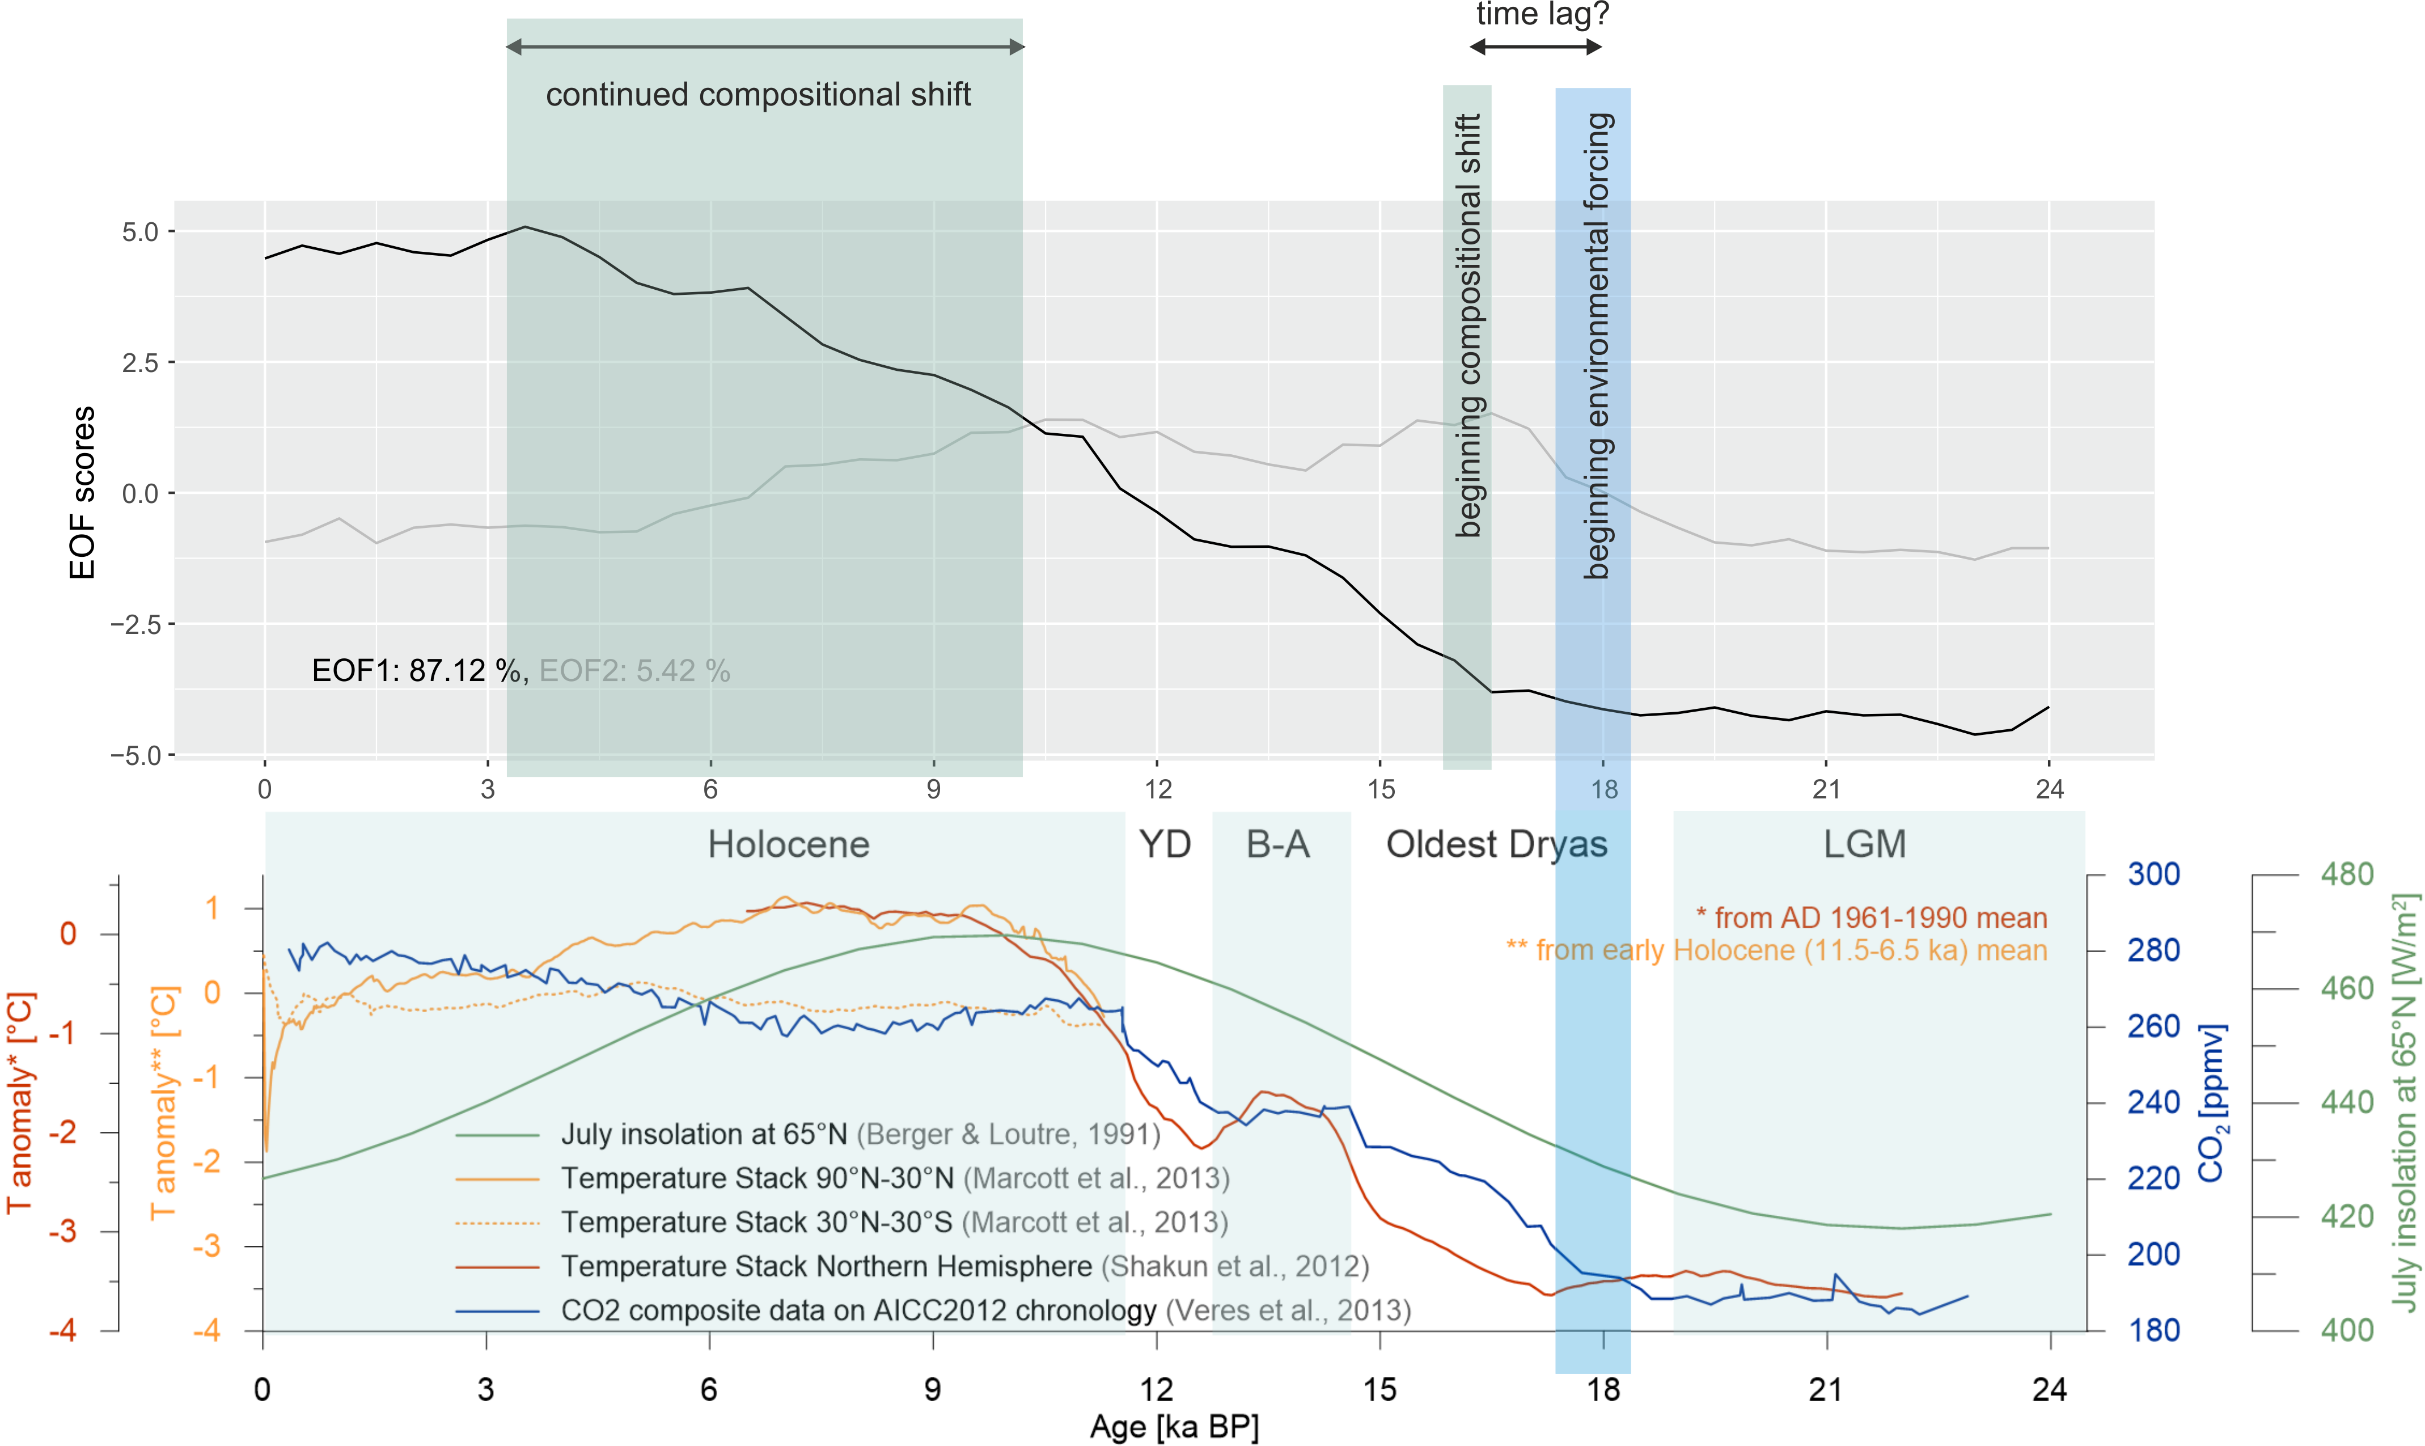 time lag?
continued compositional shift
beginning compositional shift
beginning environmental forcing
EOF scores
5.0
2.5
0.0
−2.5
−5.0
EOF1: 87.12 %, EOF2: 5.42 %
0 3 6 9 12 15 18 21 24
Holocene YD B-A Oldest Dryas LGM
T anomaly* [°C]
0
-1
-2
-3
-4
T anomaly** [°C]
1
0
-1
-2
-3
-4
* from AD 1961-1990 mean
** from early Holocene (11.5-6.5 ka) mean
July insolation at 65°N (Berger & Loutre, 1991)
Temperature Stack 90°N-30°N (Marcott et al., 2013)
Temperature Stack 30°N-30°S (Marcott et al., 2013)
Temperature Stack Northern Hemisphere (Shakun et al., 2012)
CO2 composite data on AICC2012 chronology (Veres et al., 2013)
300
280
260
240
220
200
180
CO₂ [ppmv]
480
460
440
420
400
July insolation at 65°N [W/m²]
0 3 6 9 12 15 18 21 24
Age [ka BP]